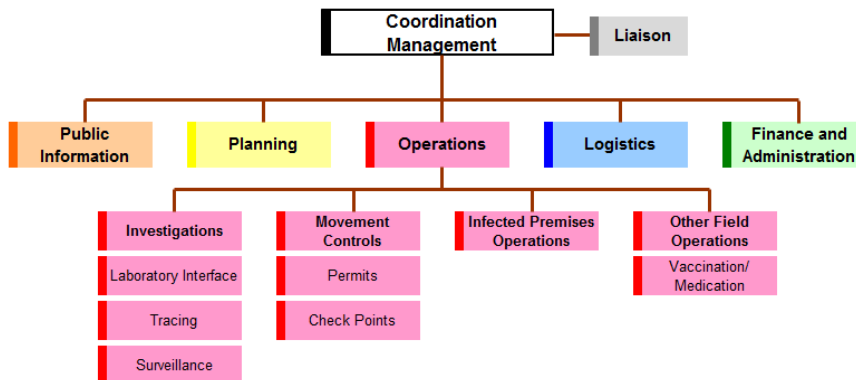 Coordination
Management
Liaison
Public
Information
Planning
Operations
Logistics
Finance and
Administration
Investigations
Movement
Controls
Infected Premises
Operations
Other Field
Operations
Laboratory Interface
Permits
Vaccination/
Medication
Tracing
Check Points
Surveillance